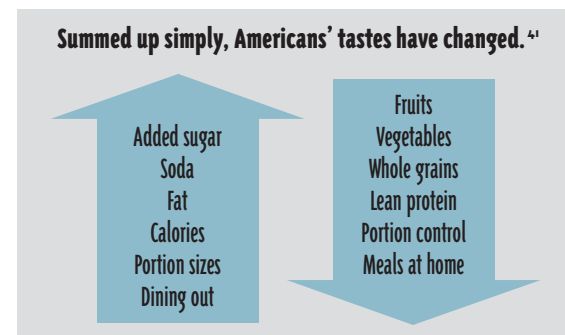 Summed up simply, Americans' tastes have changed.⁴¹
Added sugar
Soda
Fat
Calories
Portion sizes
Dining out
Fruits
Vegetables
Whole grains
Lean protein
Portion control
Meals at home